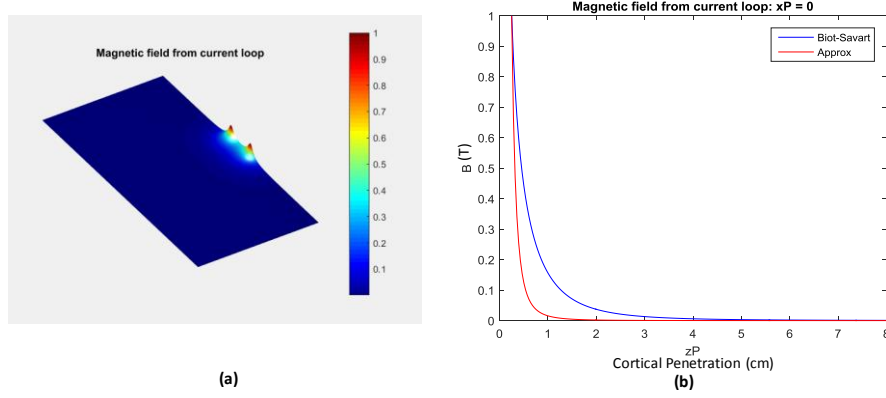 Magnetic field from current loop
1
0.9
0.8
0.7
0.6
0.5
0.4
0.3
0.2
0.1
(a)
Magnetic field from current loop: xP = 0
B (T)
1
0.9
0.8
0.7
0.6
0.5
0.4
0.3
0.2
0.1
0
Biot-Savart
Approx
0 1 2 3 4 5 6 7 8
zP
Cortical Penetration (cm)
(b)